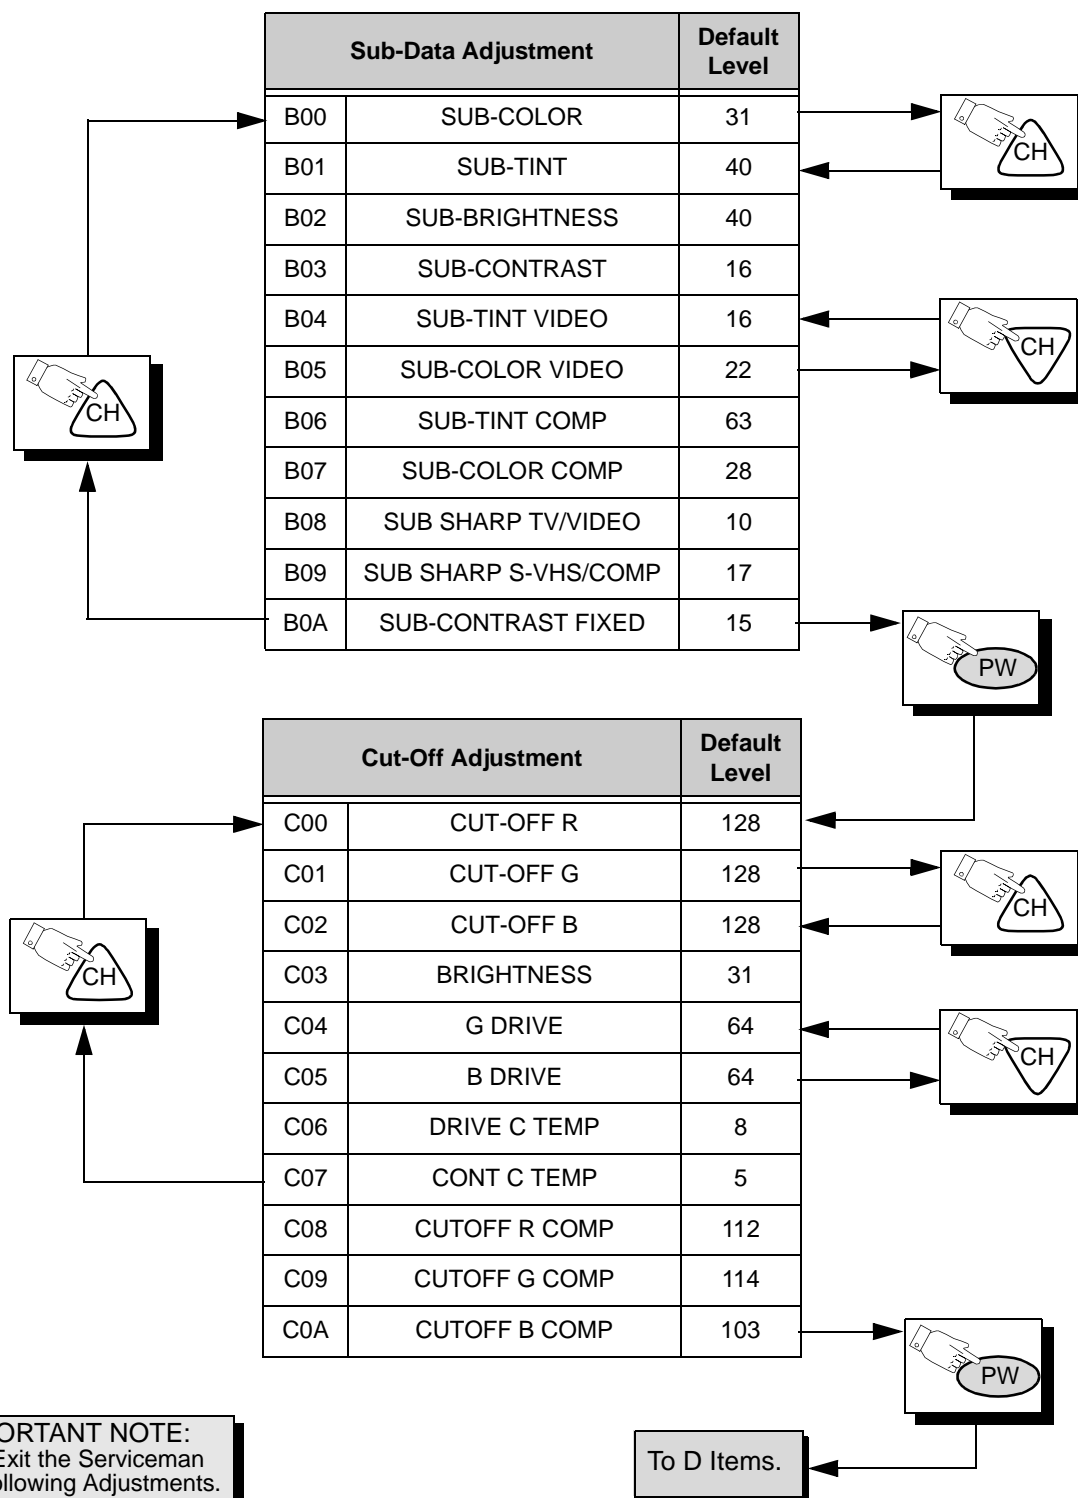 Sub-Data Adjustment Default Level
B00 SUB-COLOR 31
B01 SUB-TINT 40
B02 SUB-BRIGHTNESS 40
B03 SUB-CONTRAST 16
B04 SUB-TINT VIDEO 16
B05 SUB-COLOR VIDEO 22
B06 SUB-TINT COMP 63
B07 SUB-COLOR COMP 28
B08 SUB SHARP TV/VIDEO 10
B09 SUB SHARP S-VHS/COMP 17
B0A SUB-CONTRAST FIXED 15
CH
CH
CH
PW
Cut-Off Adjustment Default Level
C00 CUT-OFF R 128
C01 CUT-OFF G 128
C02 CUT-OFF B 128
C03 BRIGHTNESS 31
C04 G DRIVE 64
C05 B DRIVE 64
C06 DRIVE C TEMP 8
C07 CONT C TEMP 5
C08 CUTOFF R COMP 112
C09 CUTOFF G COMP 114
C0A CUTOFF B COMP 103
CH
CH
CH
PW
ORTANT NOTE:
Exit the Serviceman
llowing Adjustments.
To D Items.